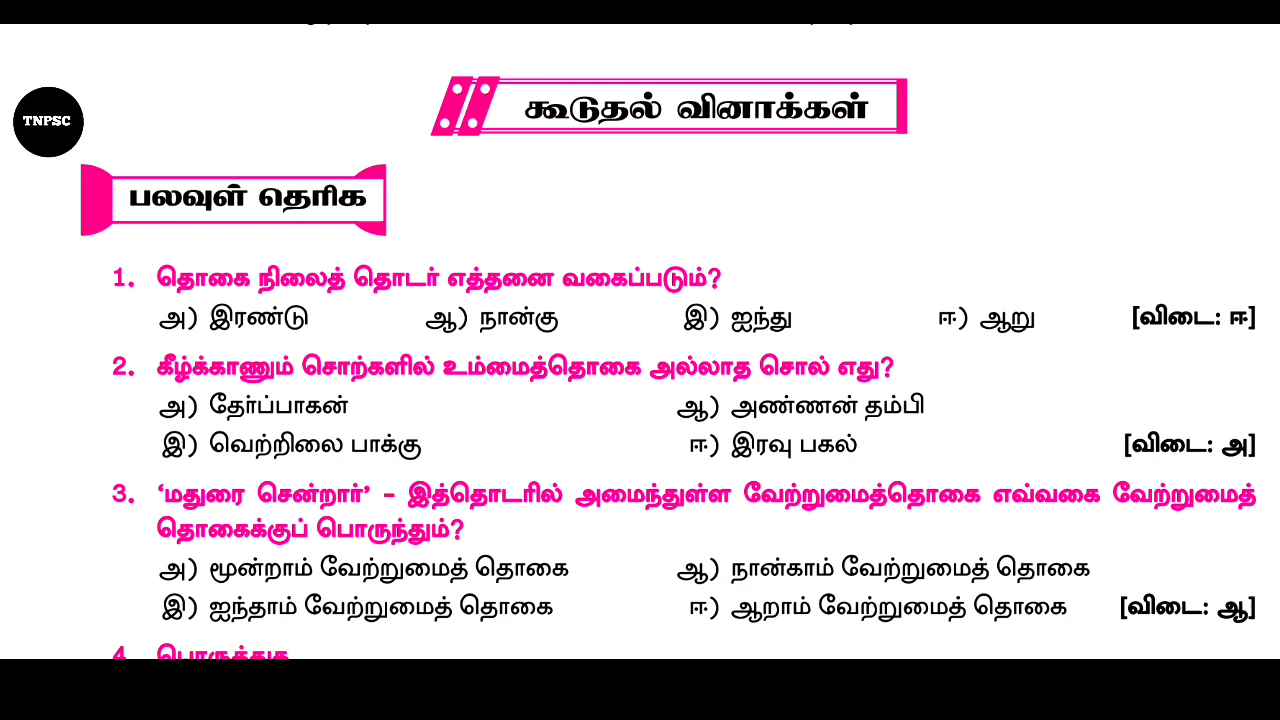 TNPSC
கூடுதல் வினாக்கள்
பலவுள் தெரிக
1. தொகை நிலைத் தொடர் எத்தனை வகைப்படும்?
அ) இரண்டு ஆ) நான்கு இ) ஐந்து ஈ) ஆறு [விடை: ஈ]
2. கீழ்க்காணும் சொற்களில் உம்மைத்தொகை அல்லாத சொல் எது?
அ) தேர்ப்பாகன் ஆ) அண்ணன் தம்பி
இ) வெற்றிலை பாக்கு ஈ) இரவு பகல் [விடை: அ]
3. ‘மதுரை சென்றார்’ – இத்தொடரில் அமைந்துள்ள வேற்றுமைத்தொகை எவ்வகை வேற்றுமைத்
தொகைக்குப் பொருந்தும்?
அ) மூன்றாம் வேற்றுமைத் தொகை ஆ) நான்காம் வேற்றுமைத் தொகை
இ) ஐந்தாம் வேற்றுமைத் தொகை ஈ) ஆறாம் வேற்றுமைத் தொகை [விடை: ஆ]
4. பொருத்துக